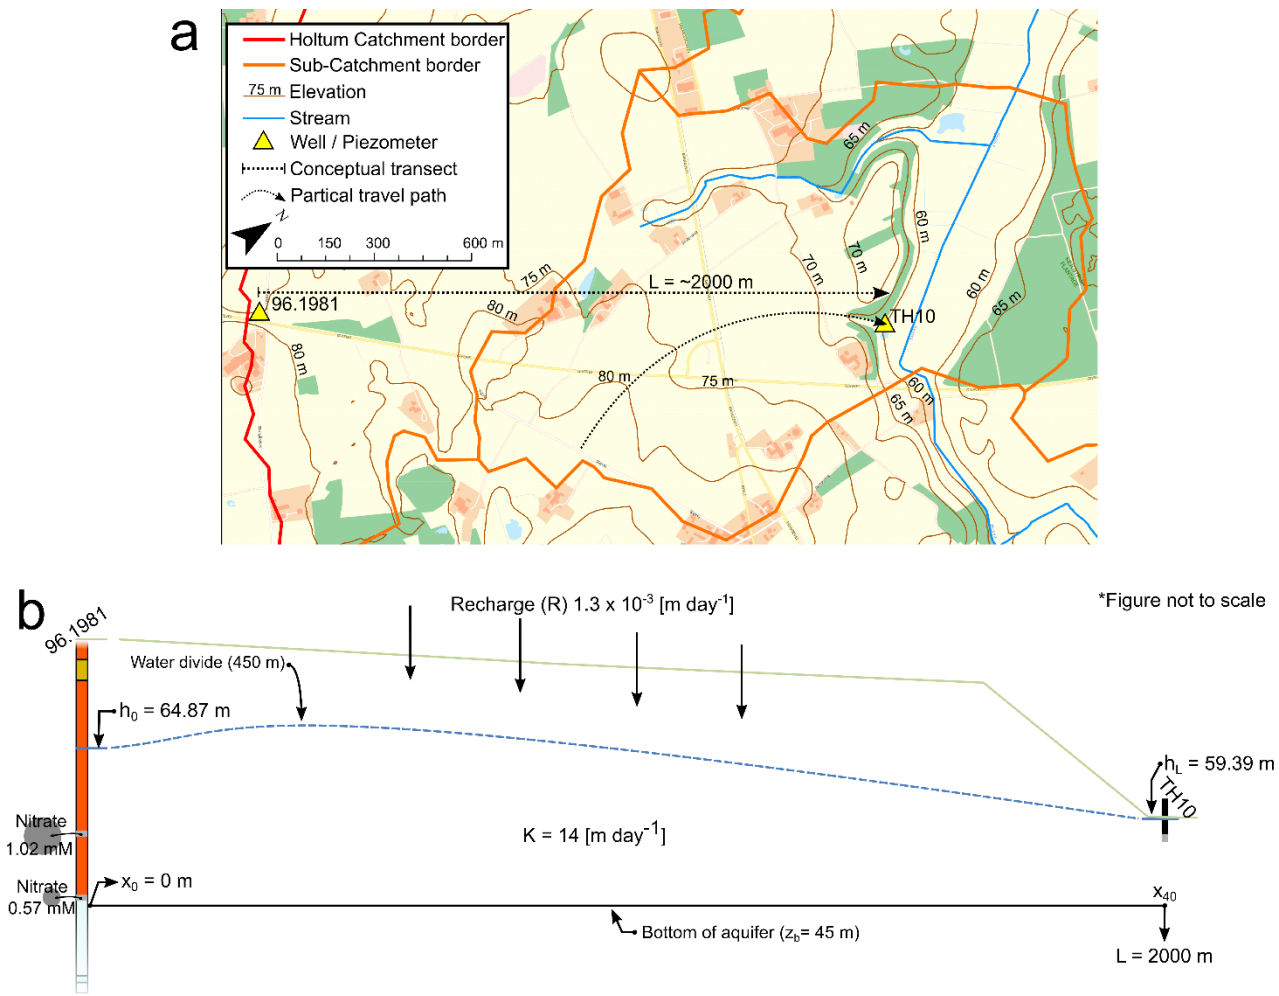 a
Holtum Catchment border
Sub-Catchment border
75 m Elevation
Stream
Well / Piezometer
Conceptual transect
Partical travel path
N
0 150 300 600 m
65 m
60 m
70 m
70 m
75 m
L = ~2000 m
60 m
65 m
96.1981
80 m
TH10
80 m
80 m
75 m
60 m
65 m
b
96.1981
Recharge (R) 1.3 x 10-3 [m day-1]
*Figure not to scale
Water divide (450 m)
h0 = 64.87 m
hL = 59.39 m
TH10
Nitrate
1.02 mM
K = 14 [m day-1]
Nitrate
0.57 mM
x0 = 0 m
x40
Bottom of aquifer (zb= 45 m)
L = 2000 m